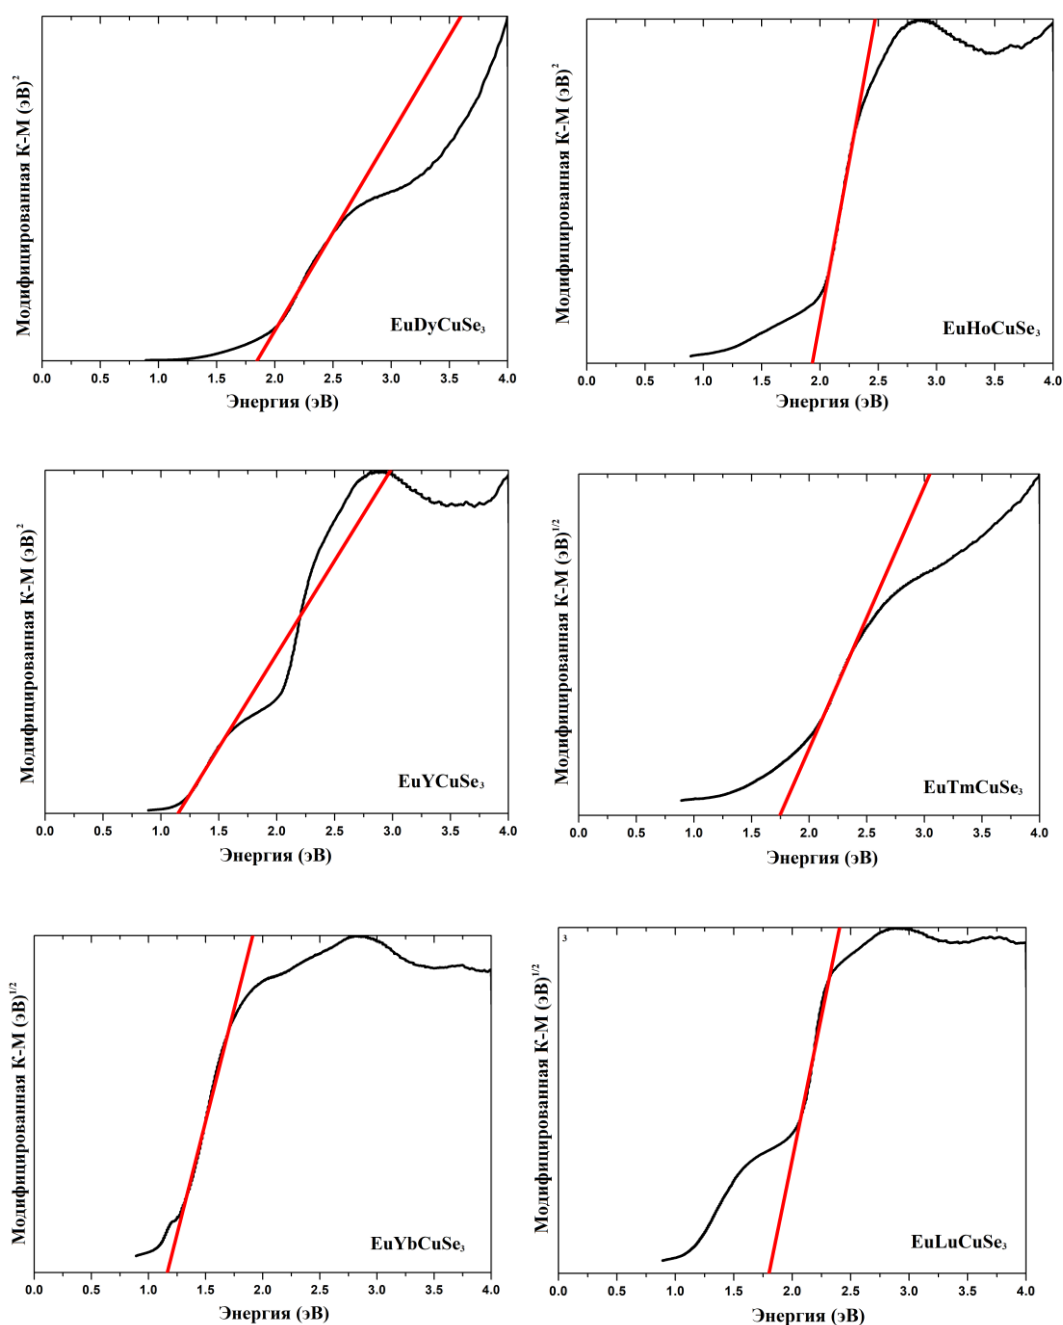 Модифицированная К-М (эВ)²
EuDyCuSe₃
0.0 0.5 1.0 1.5 2.0 2.5 3.0 3.5 4.0
Энергия (эВ)
Модифицированная К-М (эВ)²
EuHoCuSe₃
0.0 0.5 1.0 1.5 2.0 2.5 3.0 3.5 4.0
Энергия (эВ)
Модифицированная К-М (эВ)²
EuYCuSe₃
0.0 0.5 1.0 1.5 2.0 2.5 3.0 3.5 4.0
Энергия (эВ)
Модифицированная К-М (эВ)¹/²
EuTmCuSe₃
0.0 0.5 1.0 1.5 2.0 2.5 3.0 3.5 4.0
Энергия (эВ)
Модифицированная К-М (эВ)¹/²
EuYbCuSe₃
0.0 0.5 1.0 1.5 2.0 2.5 3.0 3.5 4.0
Энергия (эВ)
3
Модифицированная К-М (эВ)¹/²
EuLuCuSe₃
0.0 0.5 1.0 1.5 2.0 2.5 3.0 3.5 4.0
Энергия (эВ)